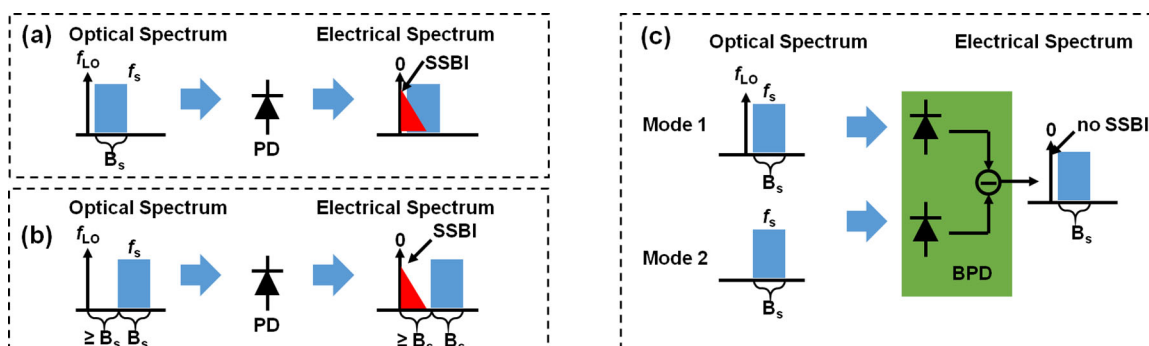 (a)
Optical Spectrum
Electrical Spectrum
fLO
fs
0
SSBI
Bs
PD
(b)
Optical Spectrum
Electrical Spectrum
fLO
fs
0
SSBI
≥ Bs Bs
PD
≥ Bs Bs
(c)
Optical Spectrum
Electrical Spectrum
fLO
fs
Mode 1
Bs
0
no SSBI
Bs
fs
Mode 2
Bs
BPD